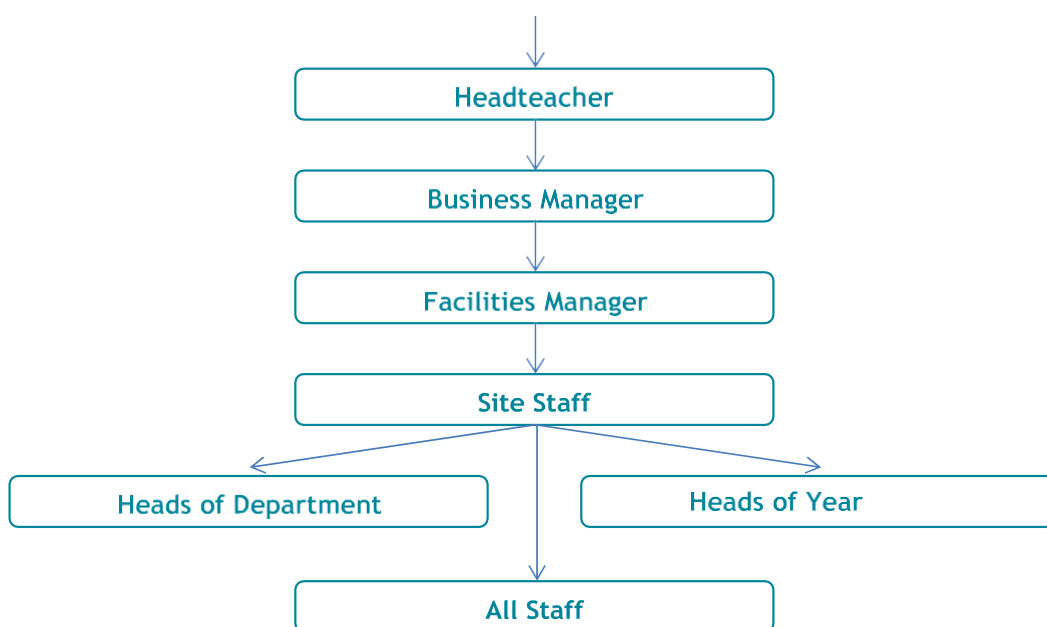 Headteacher
Business Manager
Facilities Manager
Site Staff
Heads of Department
Heads of Year
All Staff